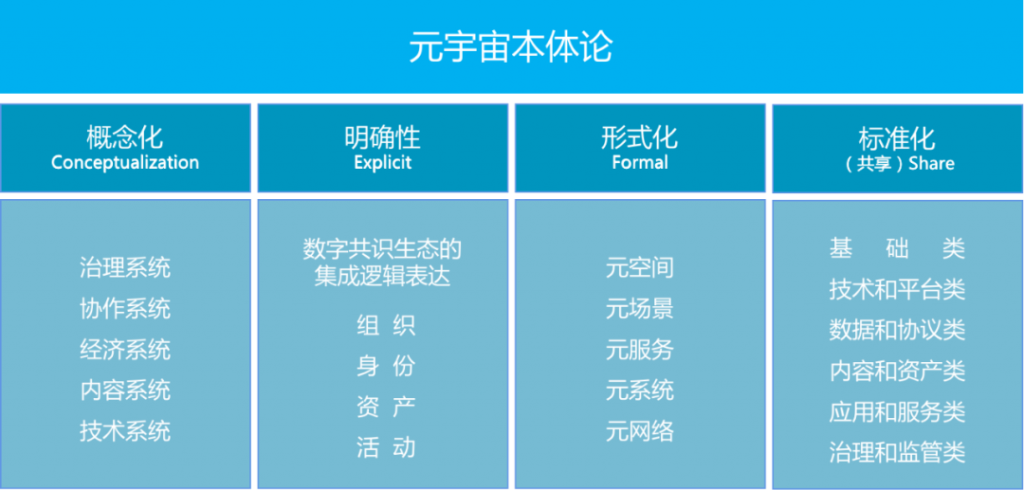 元宇宙本体论
概念化
Conceptualization
治理系统
协作系统
经济系统
内容系统
技术系统
明确性
Explicit
数字共识生态的
集成逻辑表达
组 织
身 份
资 产
活 动
形式化
Formal
元空间
元场景
元服务
元系统
元网络
标准化
（共享）Share
基 础 类
技术和平台类
数据和协议类
内容和资产类
应用和服务类
治理和监管类